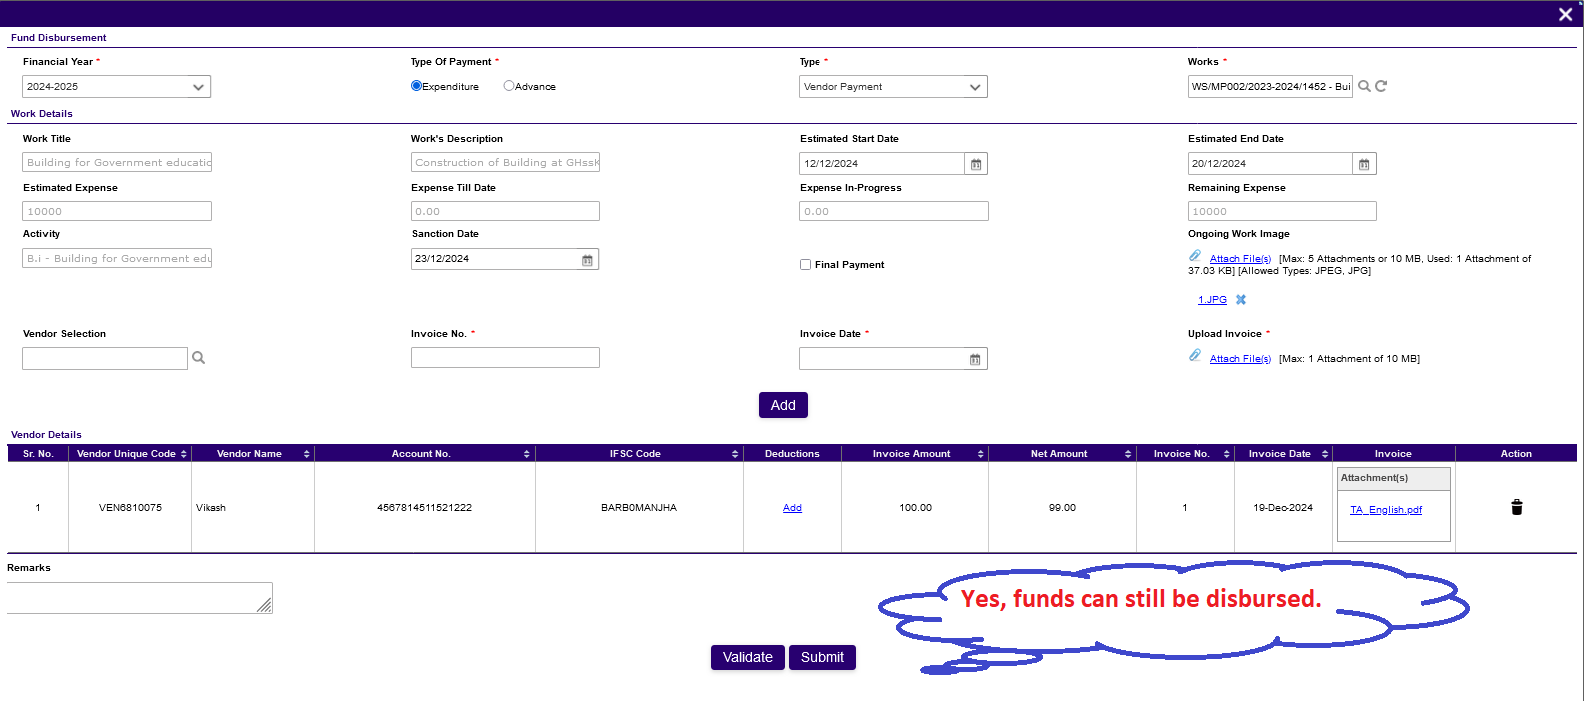 Fund Disbursement
Financial Year * Type Of Payment * Type * Works *
2024-2025 Expenditure Advance Vendor Payment WS/MP002/2023-2024/1452 - Bui
Work Details
Work Title Work's Description Estimated Start Date Estimated End Date
Building for Government educatic Construction of Building at GHssK 12/12/2024 20/12/2024
Estimated Expense Expense Till Date Expense In-Progress Remaining Expense
10000 0.00 0.00 10000
Activity Sanction Date Ongoing Work Image
B.i - Building for Government edu 23/12/2024 Final Payment Attach File(s) [Max: 5 Attachments or 10 MB, Used: 1 Attachment of
37.03 KB] [Allowed Types: JPEG, JPG]
1.JPG
Vendor Selection Invoice No. * Invoice Date * Upload Invoice *
Attach File(s) [Max: 1 Attachment of 10 MB]
Add
Vendor Details
Sr. No. Vendor Unique Code Vendor Name Account No. IFSC Code Deductions Invoice Amount Net Amount Invoice No. Invoice Date Invoice Action
Attachment(s)
1 VEN6810075 Vikash 4567814511521222 BARB0MANJHA Add 100.00 99.00 1 19-Dec-2024 TA_English.pdf
Remarks
Yes, funds can still be disbursed.
Validate Submit